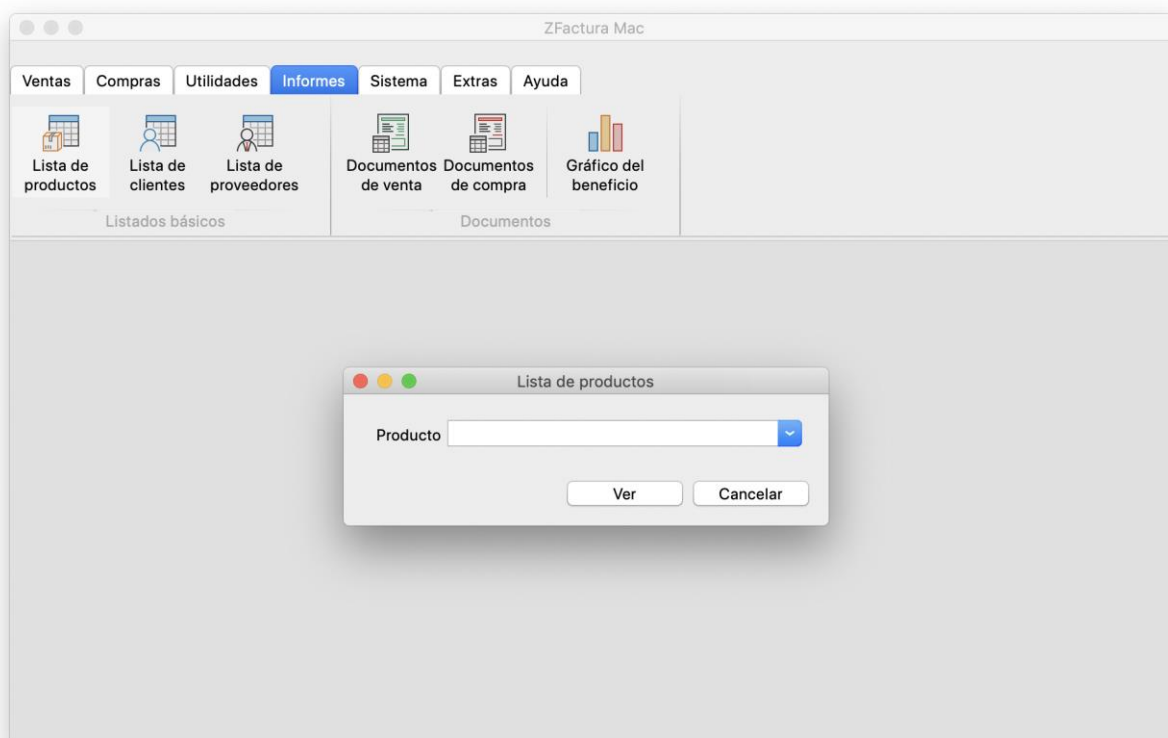 ZFactura Mac
Ventas Compras Utilidades Informes Sistema Extras Ayuda
Lista de productos
Lista de clientes
Lista de proveedores
Documentos de venta
Documentos de compra
Gráfico del beneficio
Listados básicos
Documentos
Lista de productos
Producto
Ver Cancelar